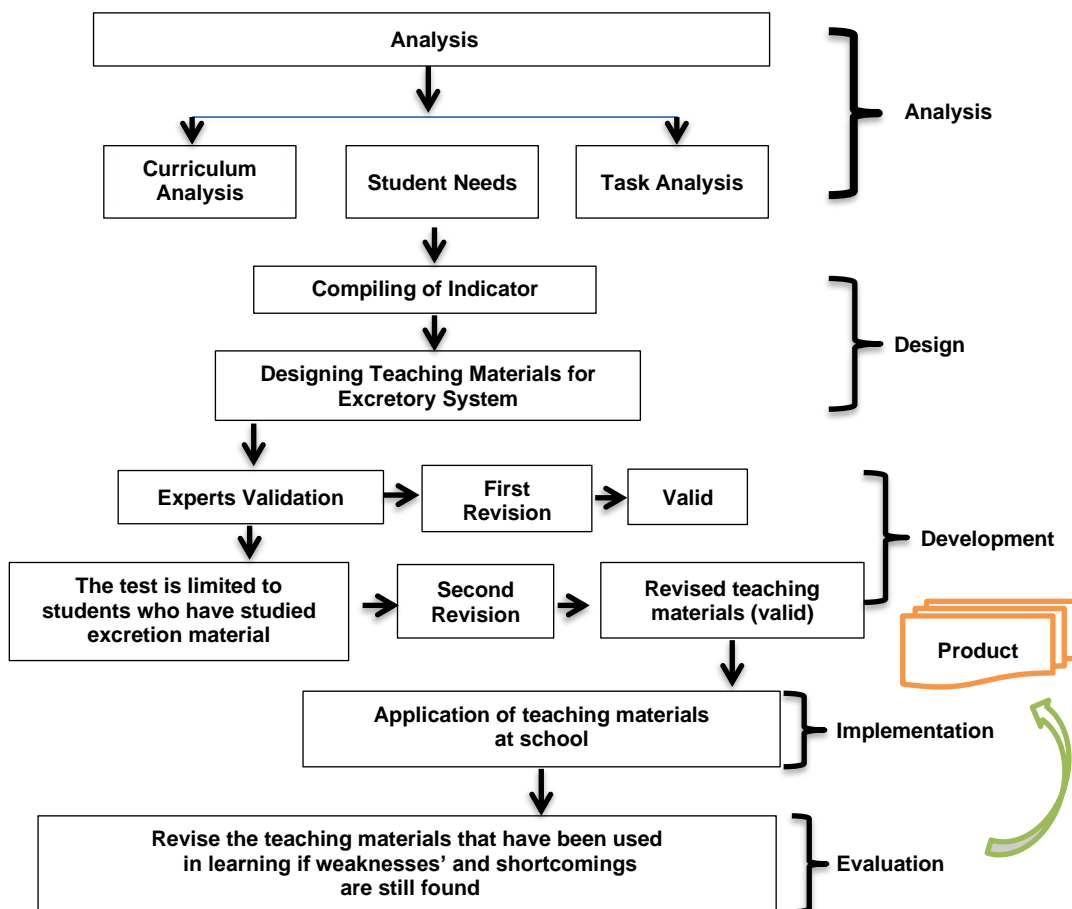 Analysis
Analysis
Curriculum
Analysis
Student Needs
Task Analysis
Compiling of Indicator
Design
Designing Teaching Materials for
Excretory System
Experts Validation
First
Revision
Valid
Development
The test is limited to
students who have studied
excretion material
Second
Revision
Revised teaching
materials (valid)
Product
Application of teaching materials
at school
Implementation
Revise the teaching materials that have been used
in learning if weaknesses’ and shortcomings
are still found
Evaluation